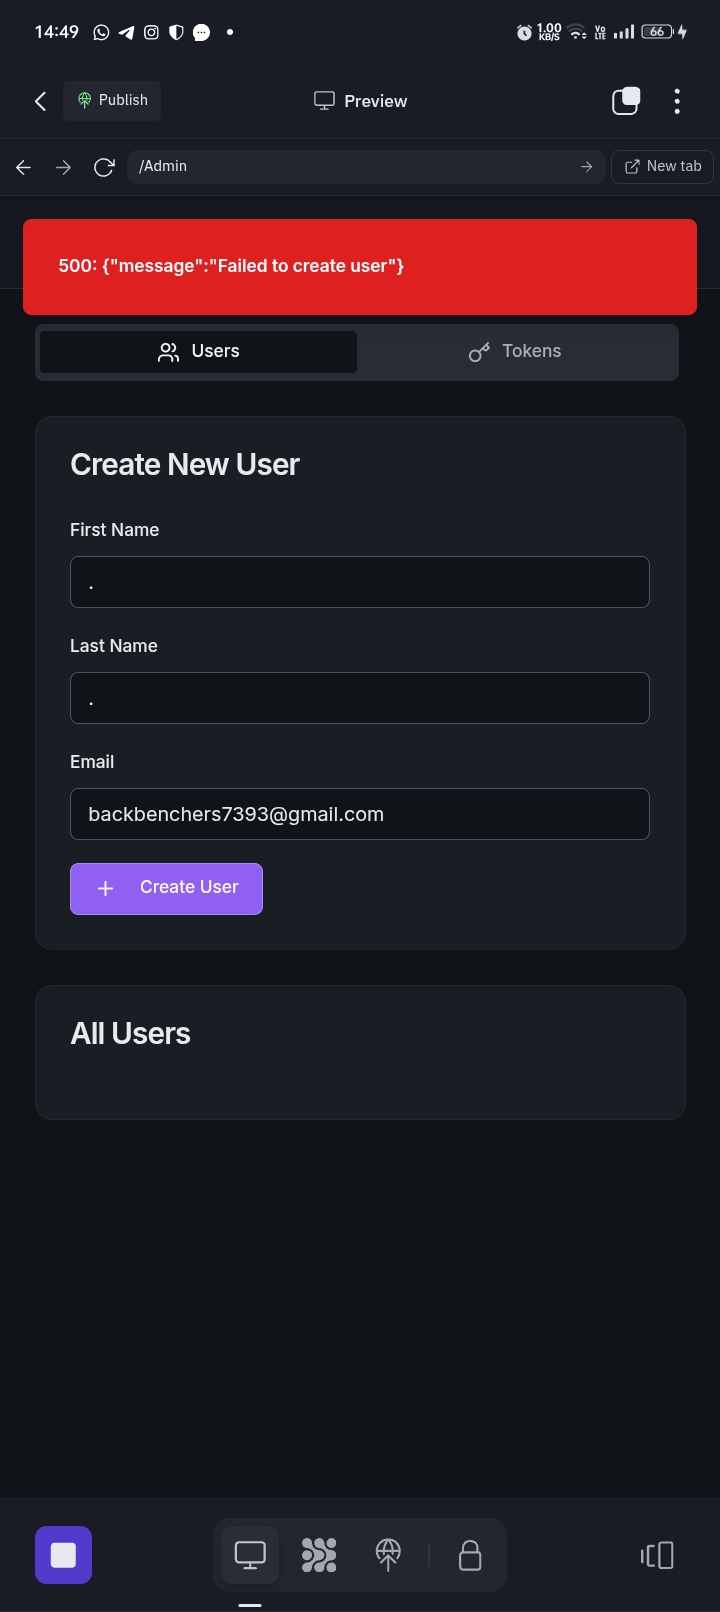 14:49 1.00 KB/S Vo LTE 66
Publish
Preview
/Admin
New tab
500: {"message":"Failed to create user"}
Users
Tokens
Create New User
First Name
.
Last Name
.
Email
backbenchers7393@gmail.com
+ Create User
All Users